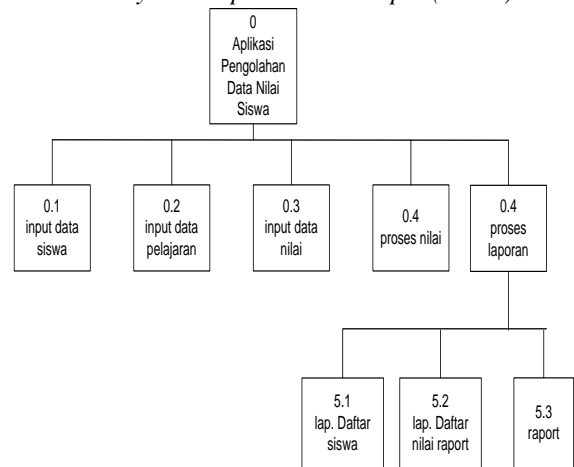 0
Aplikasi
Pengolahan
Data Nilai
Siswa
0.1
input data
siswa
0.2
input data
pelajaran
0.3
input data
nilai
0.4
proses nilai
0.4
proses
laporan
5.1
lap. Daftar
siswa
5.2
lap. Daftar
nilai raport
5.3
raport